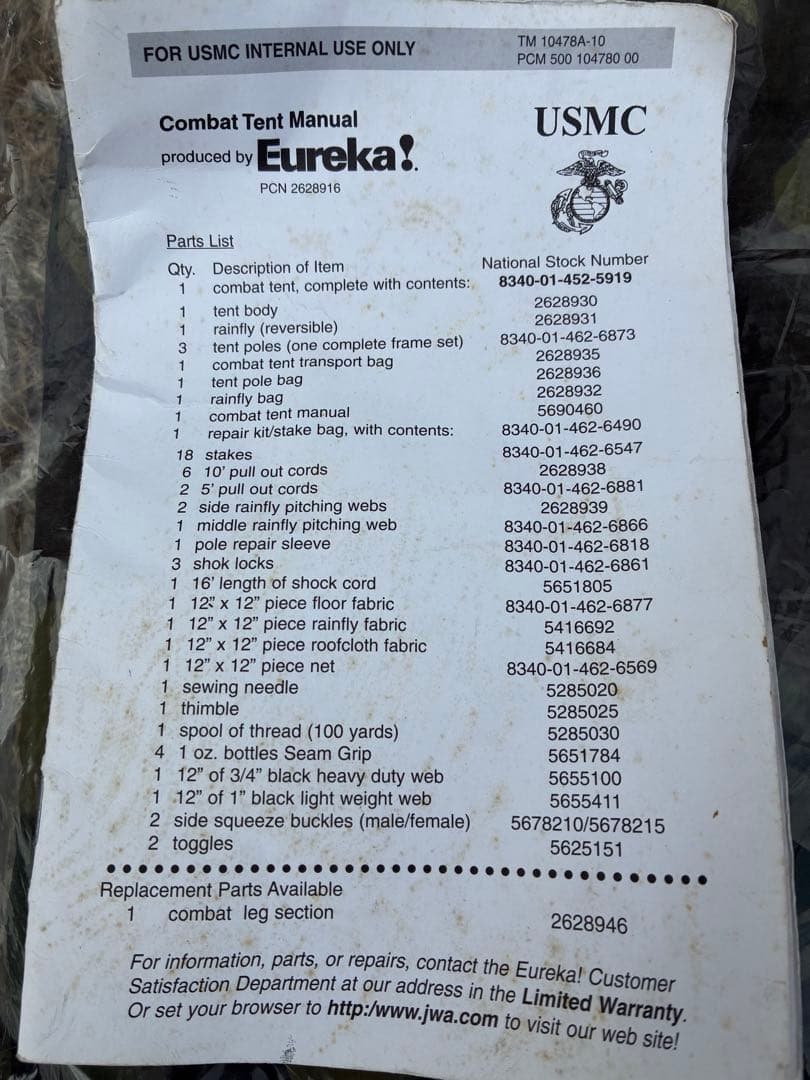 FOR USMC INTERNAL USE ONLY
TM 10478A-10
PCM 500 104780 00
Combat Tent Manual
produced by Eureka!.
PCN 2628916
USMC
Parts List
Qty. Description of Item National Stock Number
1 combat tent, complete with contents: 8340-01-452-5919
1 tent body 2628930
1 rainfly (reversible) 2628931
3 tent poles (one complete frame set) 8340-01-462-6873
1 combat tent transport bag 2628935
1 tent pole bag 2628936
1 rainfly bag 2628932
1 combat tent manual 5690460
1 repair kit/stake bag, with contents: 8340-01-462-6490
18 stakes 8340-01-462-6547
6 10' pull out cords 2628938
2 5' pull out cords 8340-01-462-6881
2 side rainfly pitching webs 2628939
1 middle rainfly pitching web 8340-01-462-6866
1 pole repair sleeve 8340-01-462-6818
3 shok locks 8340-01-462-6861
1 16' length of shock cord 5651805
1 12" x 12" piece floor fabric 8340-01-462-6877
1 12" x 12" piece rainfly fabric 5416692
1 12" x 12" piece roofcloth fabric 5416684
1 12" x 12" piece net 8340-01-462-6569
1 sewing needle 5285020
1 thimble 5285025
1 spool of thread (100 yards) 5285030
4 1 oz. bottles Seam Grip 5651784
1 12" of 3/4" black heavy duty web 5655100
1 12" of 1" black light weight web 5655411
2 side squeeze buckles (male/female) 5678210/5678215
2 toggles 5625151
Replacement Parts Available
1 combat leg section 2628946
For information, parts, or repairs, contact the Eureka! Customer
Satisfaction Department at our address in the Limited Warranty.
Or set your browser to http:/www.jwa.com to visit our web site!